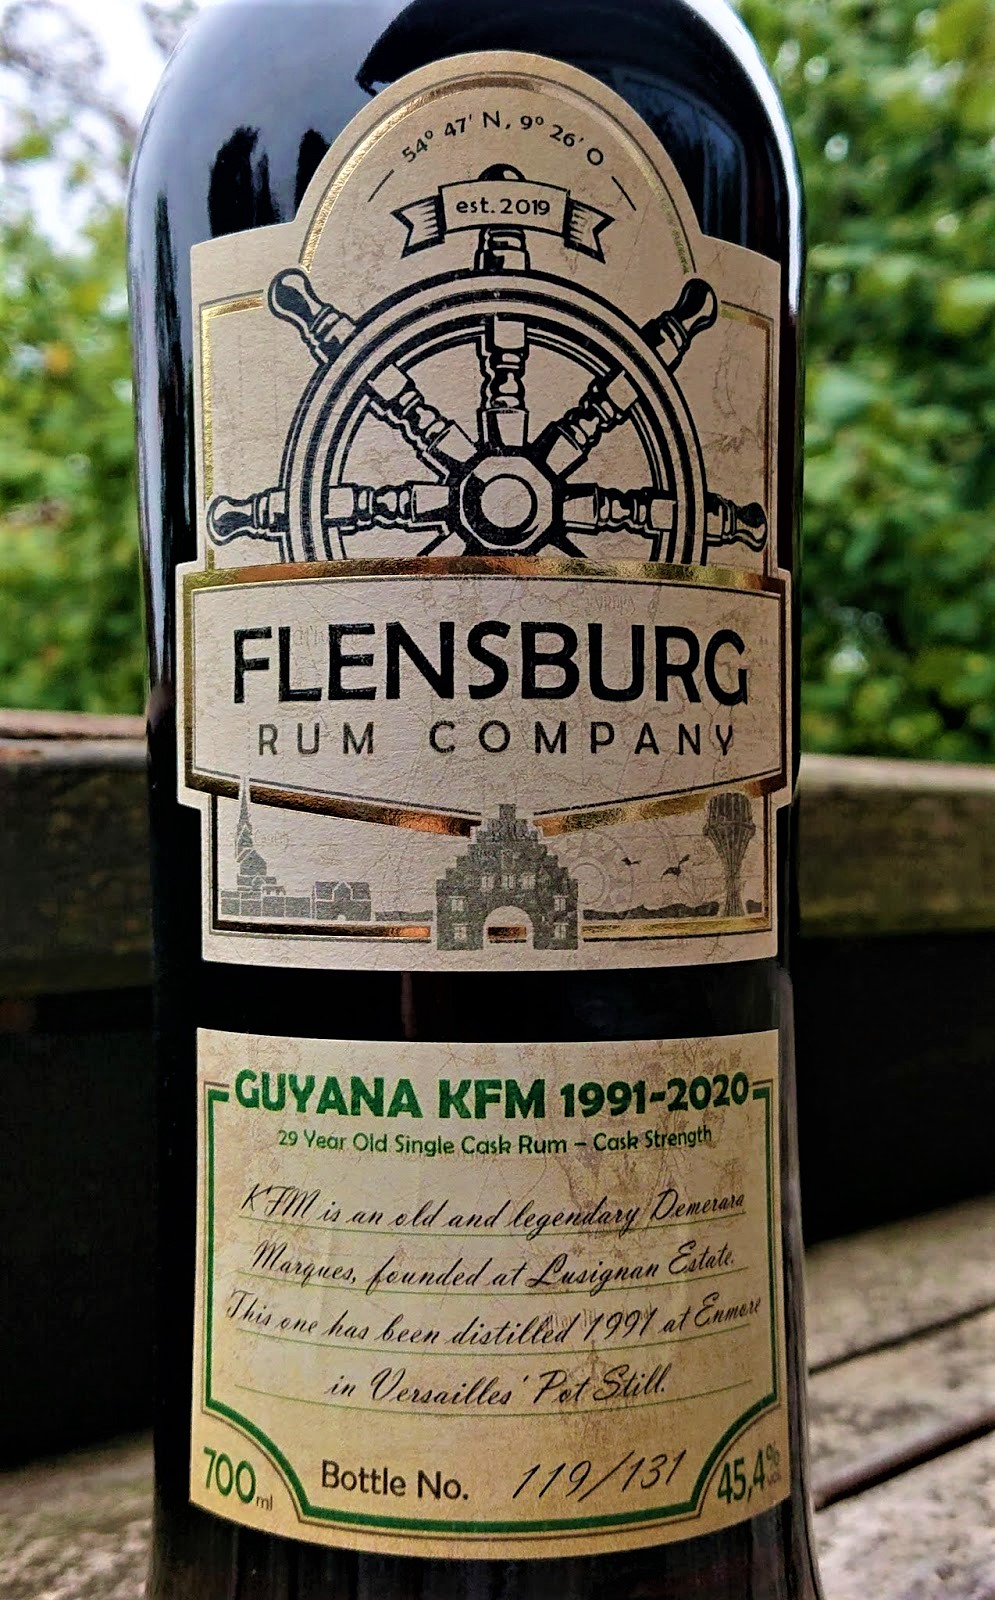 54° 47' N, 9° 26' O
est. 2019
FLENSBURG
RUM COMPANY
GUYANA KFM 1991-2020
29 Year Old Single Cask Rum – Cask Strength
KFM is an old and legendary Demerara
Marques, founded at Lusignan Estate.
This one has been distilled 1991 at Enmore
in Versailles' Pot Still.
700 ml
Bottle No. 119/131
45,4%